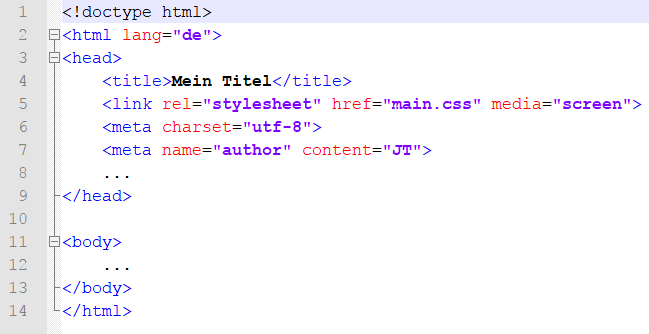 1 <!doctype html>
2 <html lang="de">
3 <head>
4     <title>Mein Titel</title>
5     <link rel="stylesheet" href="main.css" media="screen">
6     <meta charset="utf-8">
7     <meta name="author" content="JT">
8     ...
9 </head>
10
11 <body>
12     ...
13 </body>
14 </html>